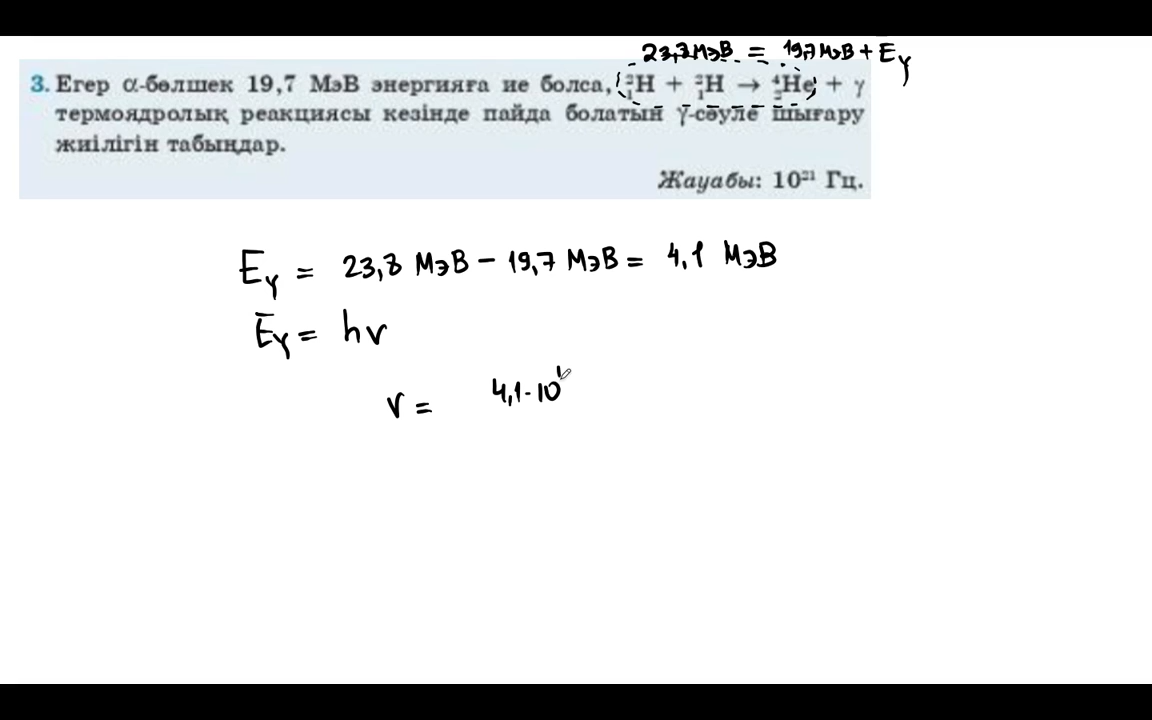 23,7МэВ = 19,7МэВ + Eγ
3. Егер α-бөлшек 19,7 МэВ энергияға ие болса, ²₁H + ²₁H → ⁴₂He + γ
термоядролық реакциясы кезінде пайда болатын γ-сәуле шығару
жиілігін табыңдар.
Жауабы: 10²¹ Гц.
Eγ = 23,8 МэВ − 19,7 МэВ = 4,1 МэВ
Eγ = hν
ν = 4,1·10